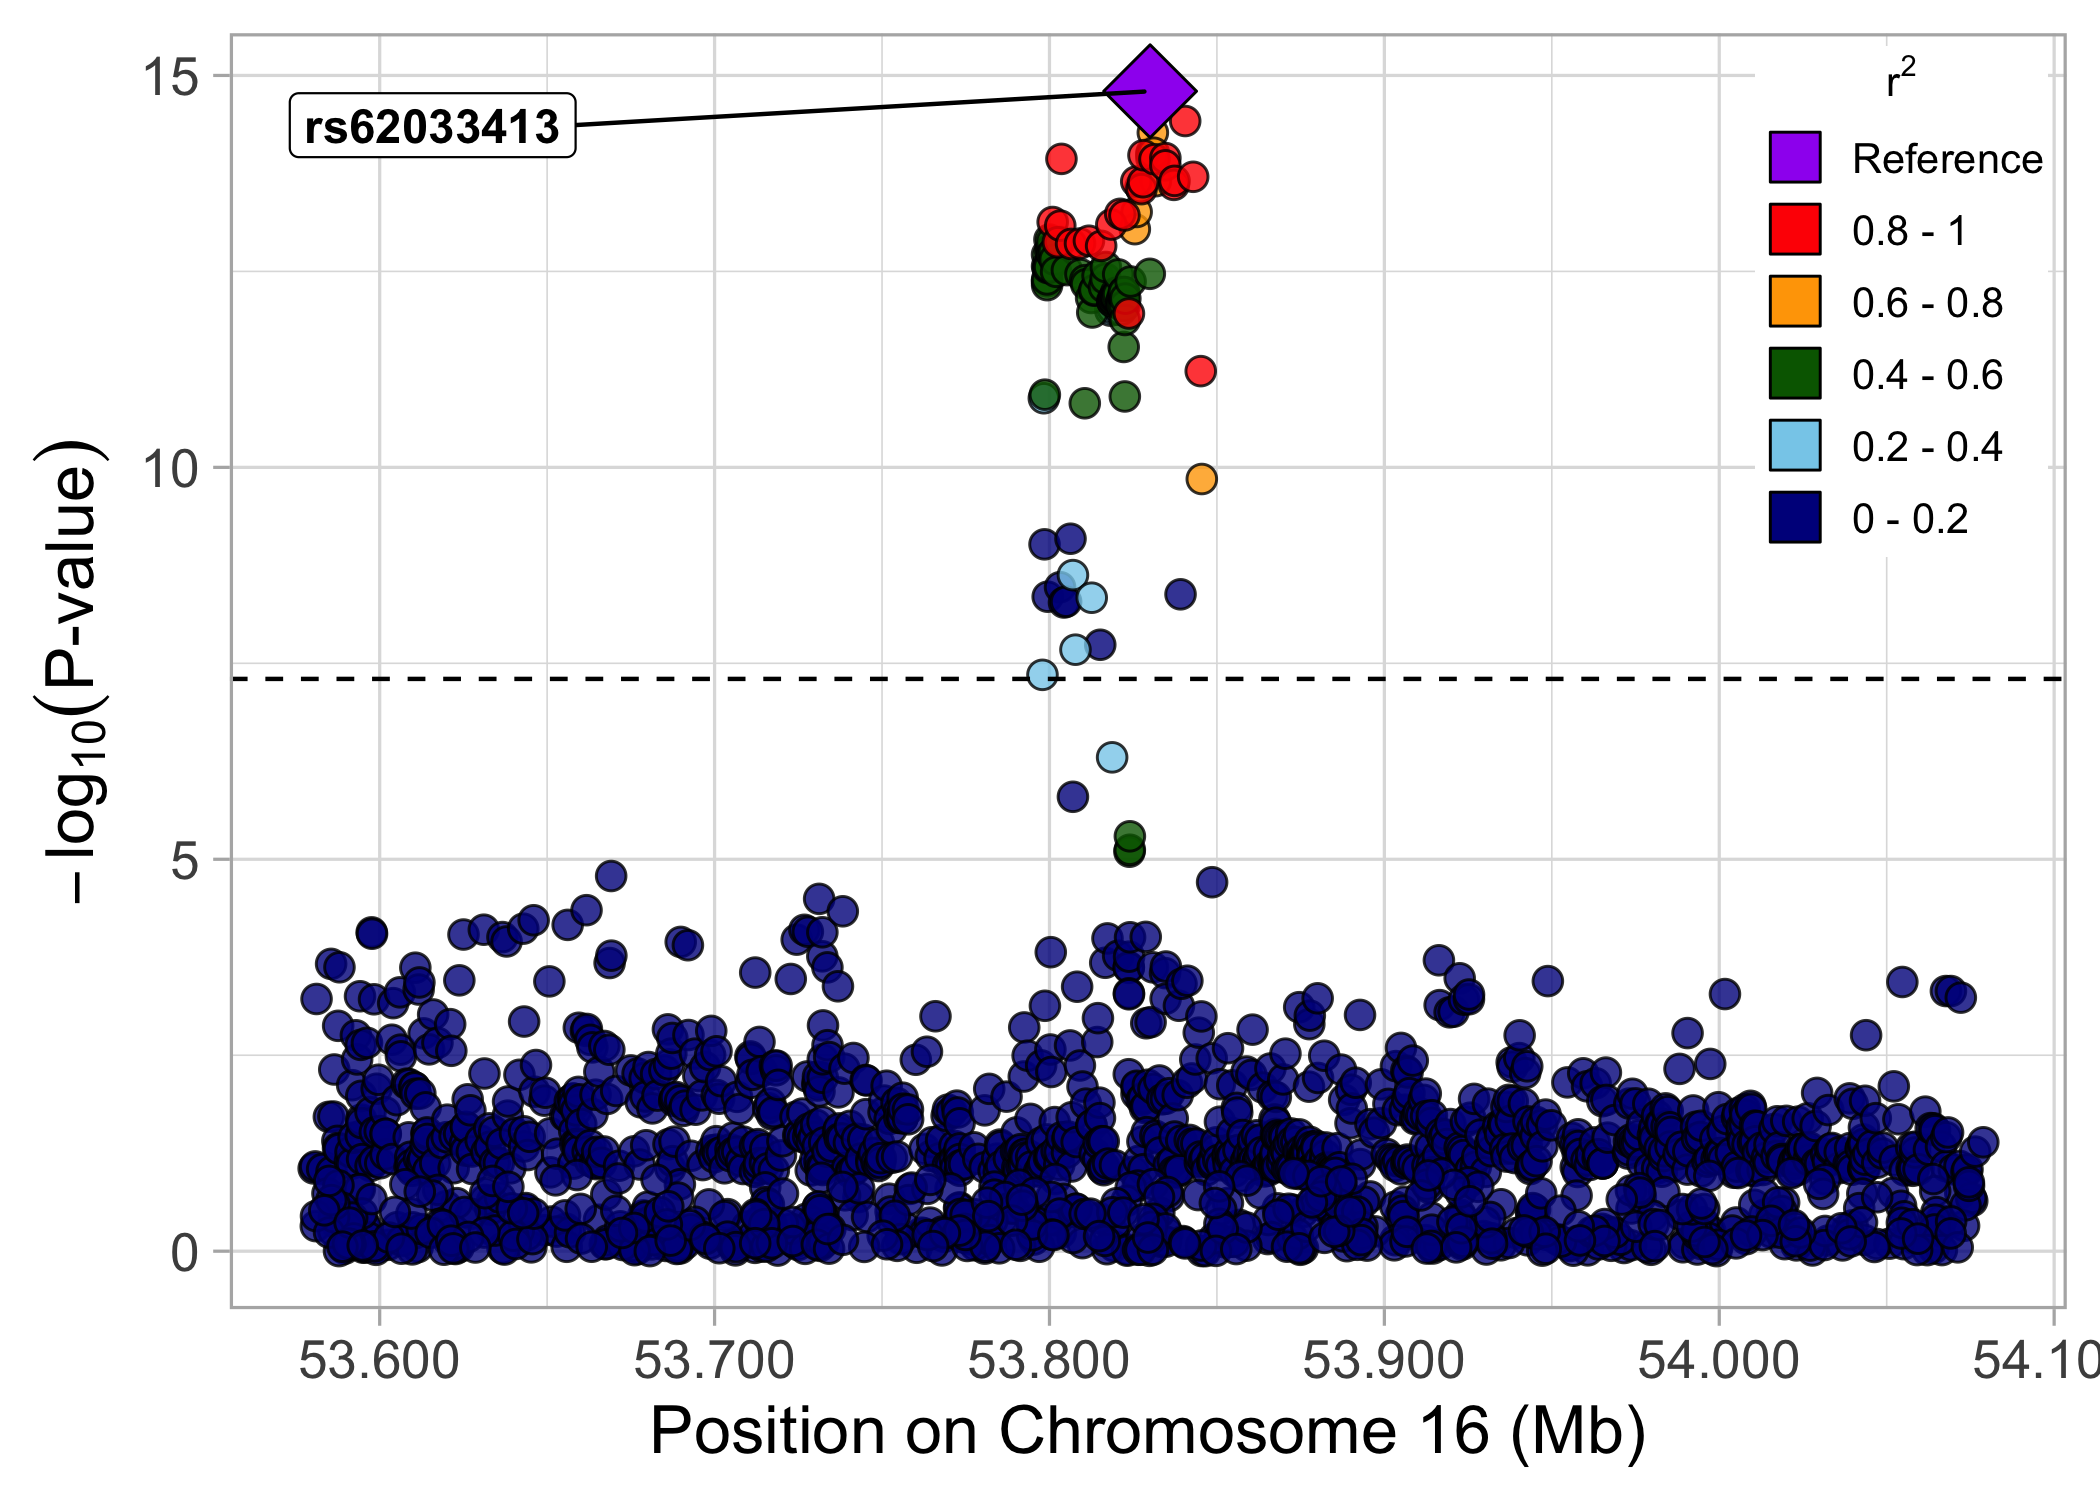 15
10
5
0
−log10(P-value)
rs62033413
r2
Reference
0.8 - 1
0.6 - 0.8
0.4 - 0.6
0.2 - 0.4
0 - 0.2
53.600 53.700 53.800 53.900 54.000 54.10
Position on Chromosome 16 (Mb)